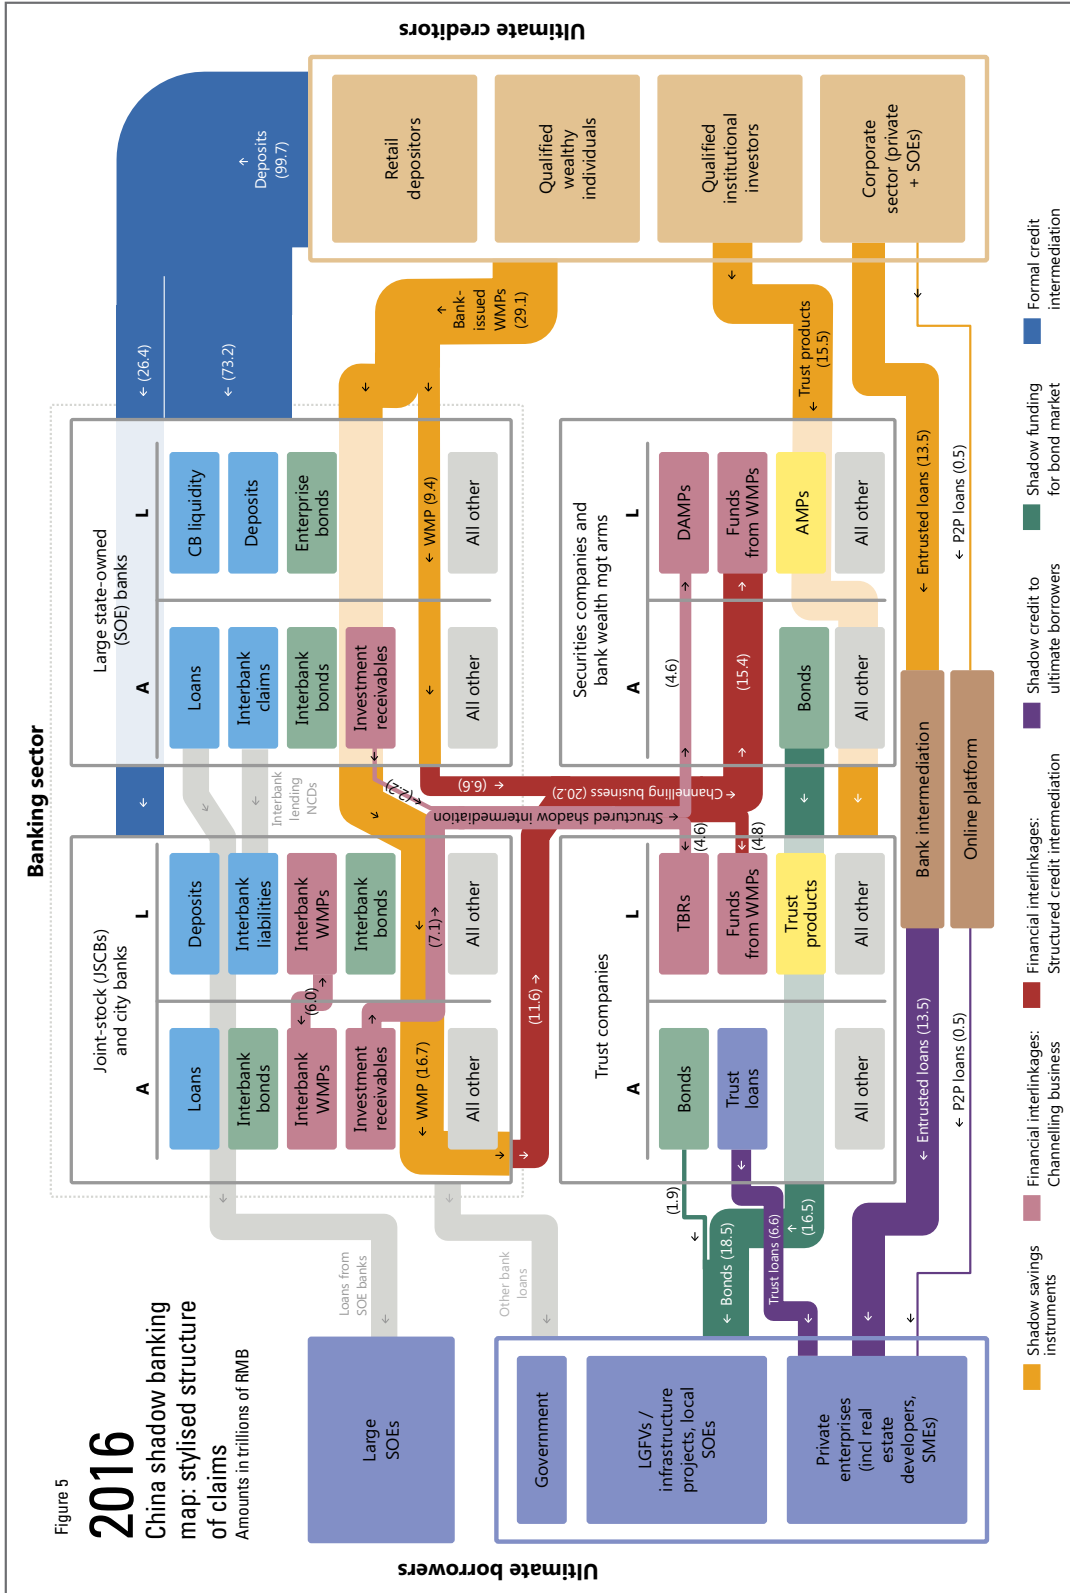 Figure 5
2016
China shadow banking
map: stylised structure
of claims
Amounts in trillions of RMB
Banking sector
Ultimate borrowers
Ultimate creditors
Large
SOEs
Government
LGFVs /
infrastructure
projects, local
SOEs
Private
enterprises
(incl real
estate
developers,
SMEs)
Loans from
SOE banks
Other bank
loans
← Bonds (18.5)
(1.9)
Trust loans (6.6)
↑
(16.5)
← Entrusted loans (13.5)
← P2P loans (0.5)
Joint-stock (JSCBs)
and city banks
A
L
Loans
Interbank
bonds
Interbank
WMPs
Investment
receivables
All other
Deposits
Interbank
liabilities
Interbank
WMPs
Interbank
bonds
All other
(6.0)
(7.1) →
← WMP (16.7)
(11.6) →
Interbank
lending
NCDs
Large state-owned
(SOE) banks
A
L
Loans
Interbank
claims
Interbank
bonds
Investment
receivables
All other
CB liquidity
Deposits
Enterprise
bonds
All other
← WMP (9.4)
(2.2)
(6.6) →
← Channelling business (20.2)
Structured shadow intermediation →
Trust companies
A
L
Bonds
Trust
loans
All other
TBRs
Funds
from WMPs
Trust
products
All other
(4.6)
(4.8)
Securities companies and
bank wealth mgt arms
A
L
Bonds
All other
DAMPs
Funds
from WMPs
AMPs
All other
(4.6)
(15.4)
Bank intermediation
Online platform
← Entrusted loans (13.5)
← P2P loans (0.5)
← (26.4)
← (73.2)
↑
Deposits
(99.7)
↑
Bank-
issued
WMPs
(29.1)
Trust products
(15.5)
Retail
depositors
Qualified
wealthy
individuals
Qualified
institutional
investors
Corporate
sector (private
+ SOEs)
Shadow savings
instruments
Financial interlinkages:
Channelling business
Financial interlinkages:
Structured credit intermediation
Shadow credit to
ultimate borrowers
Shadow funding
for bond market
Formal credit
intermediation